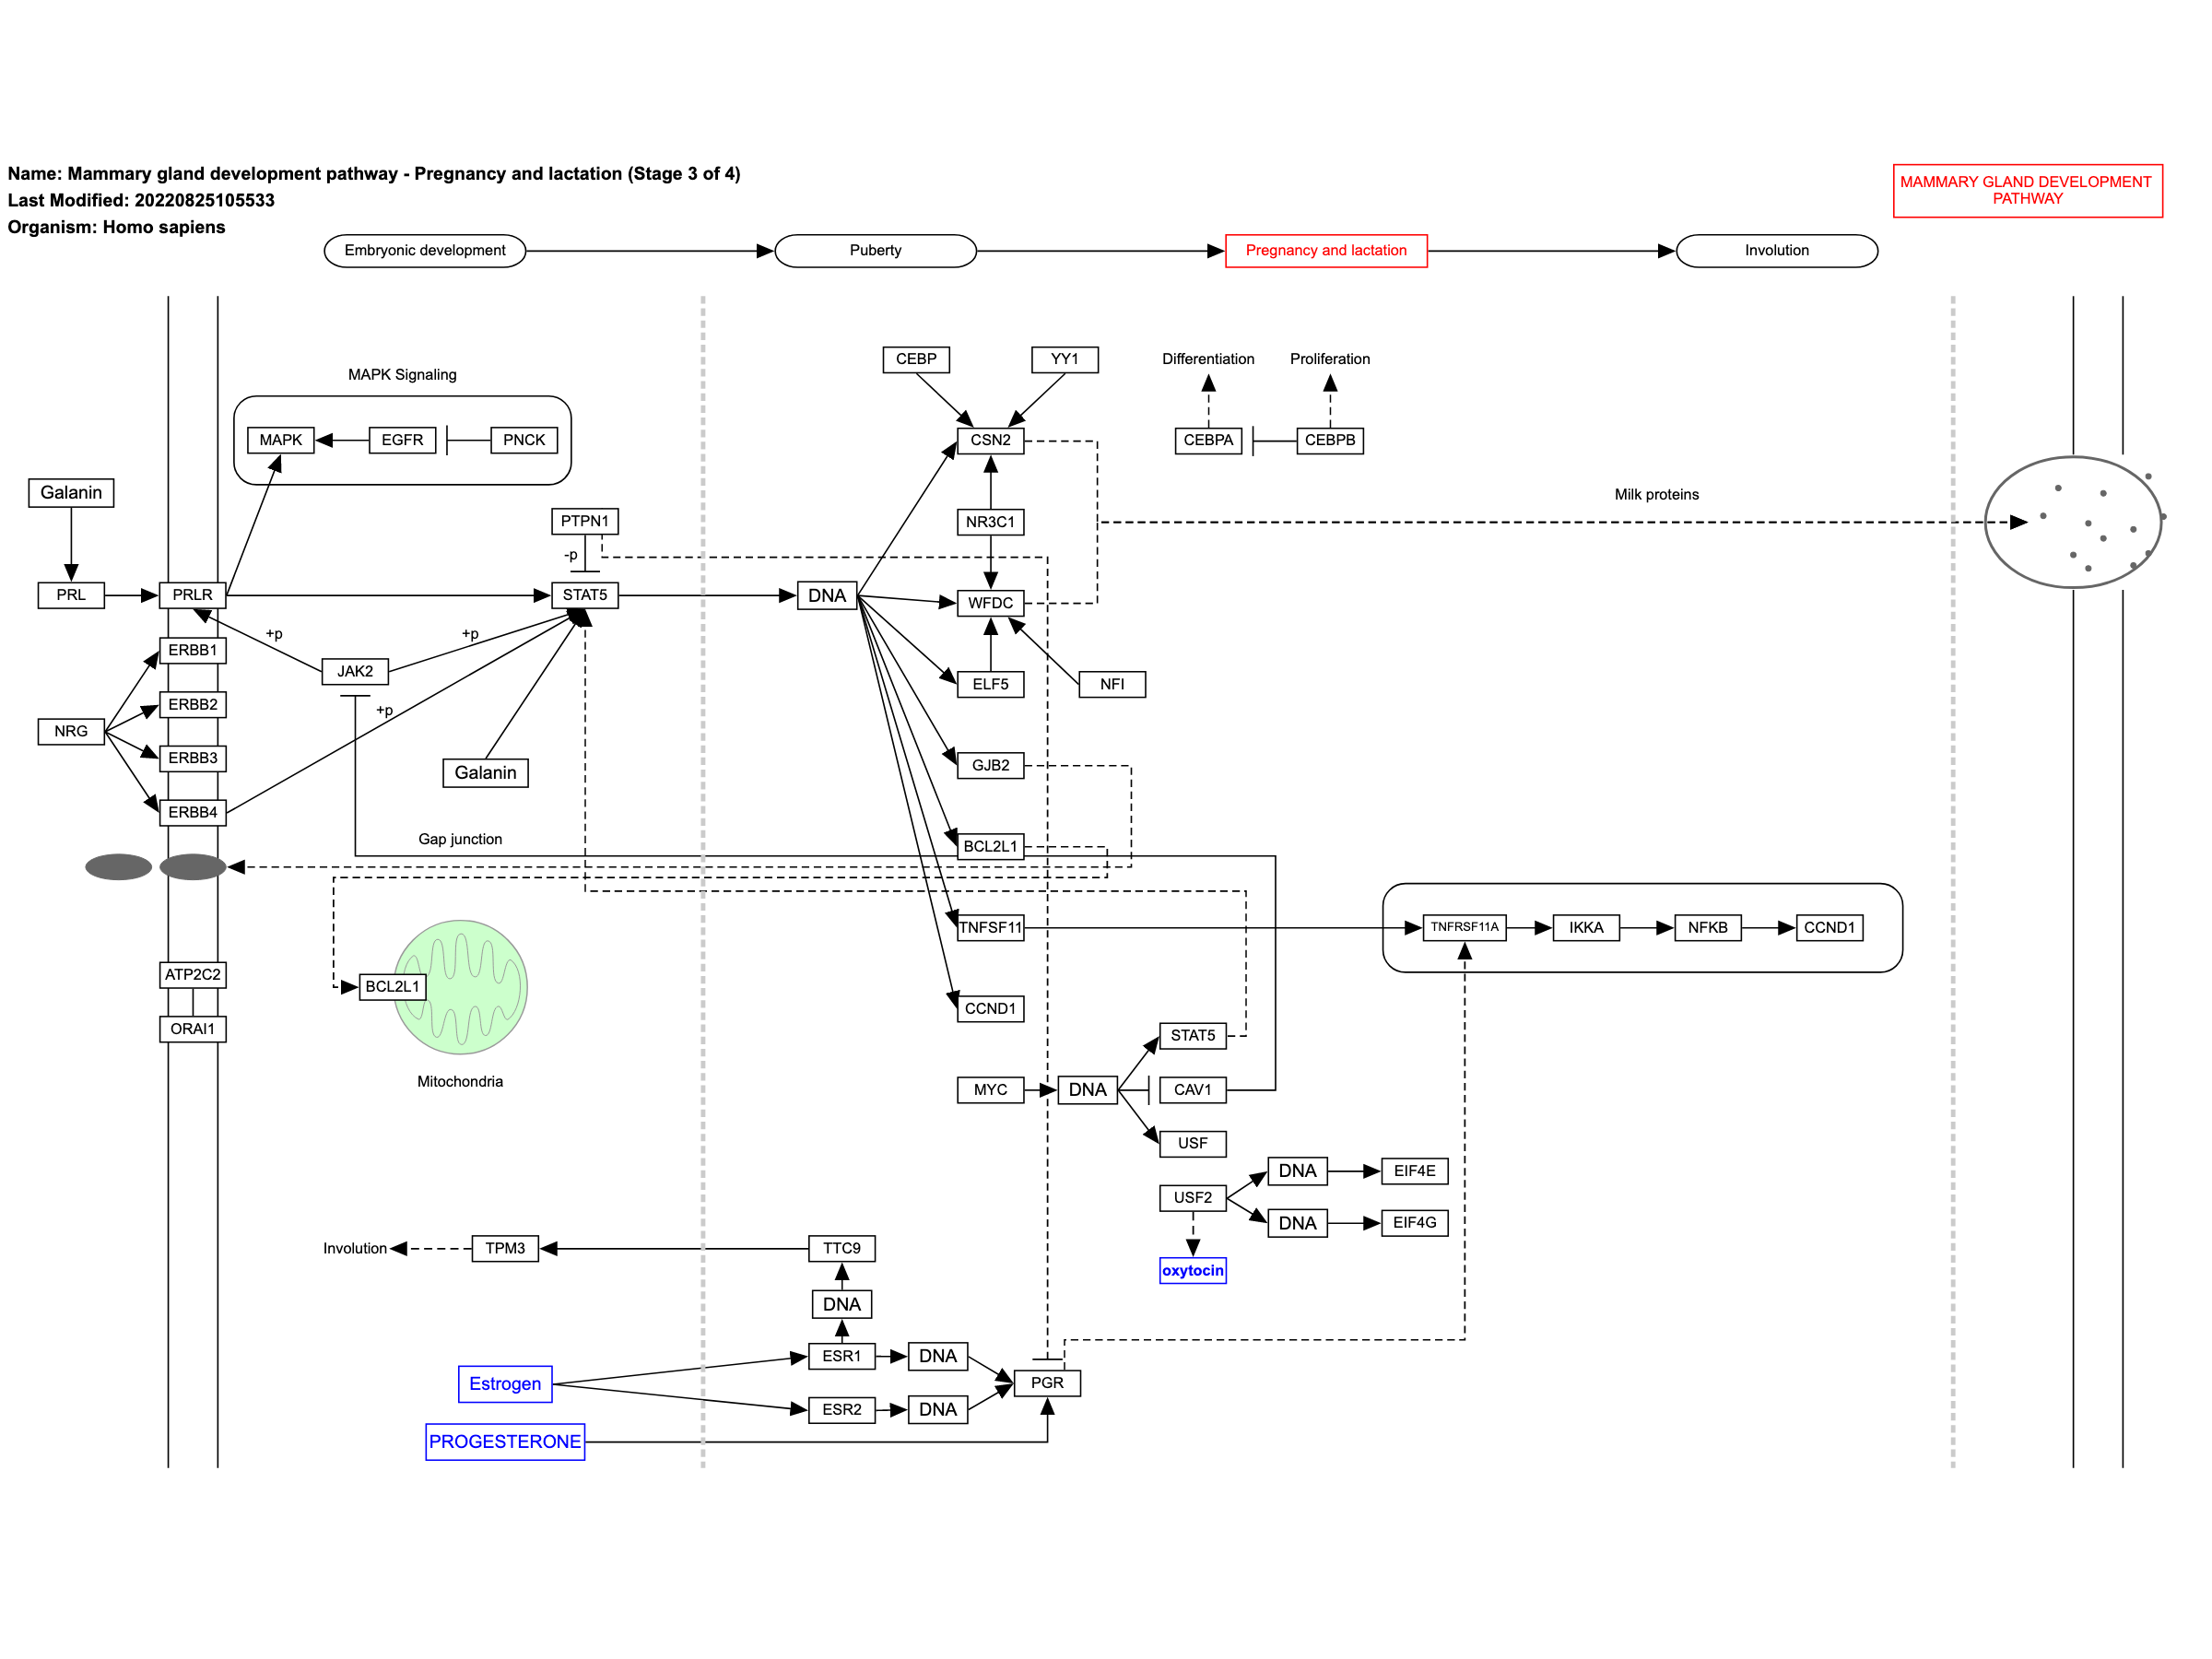 Name: Mammary gland development pathway - Pregnancy and lactation (Stage 3 of 4)
Last Modified: 20220825105533
Organism: Homo sapiens
MAMMARY GLAND DEVELOPMENT
PATHWAY
Embryonic development
Puberty
Pregnancy and lactation
Involution
CEBP
YY1
Differentiation
Proliferation
MAPK Signaling
MAPK
EGFR
PNCK
CSN2
CEBPA
CEBPB
Galanin
Milk proteins
PTPN1
NR3C1
-p
PRL
PRLR
STAT5
DNA
WFDC
+p
+p
ERBB1
JAK2
ELF5
NFI
ERBB2
+p
NRG
ERBB3
Galanin
GJB2
ERBB4
Gap junction
BCL2L1
TNFSF11
TNFRSF11A
IKKA
NFKB
CCND1
ATP2C2
BCL2L1
CCND1
ORAI1
STAT5
Mitochondria
MYC
DNA
CAV1
USF
DNA
EIF4E
USF2
DNA
EIF4G
Involution
TPM3
TTC9
oxytocin
DNA
ESR1
DNA
Estrogen
PGR
ESR2
DNA
PROGESTERONE